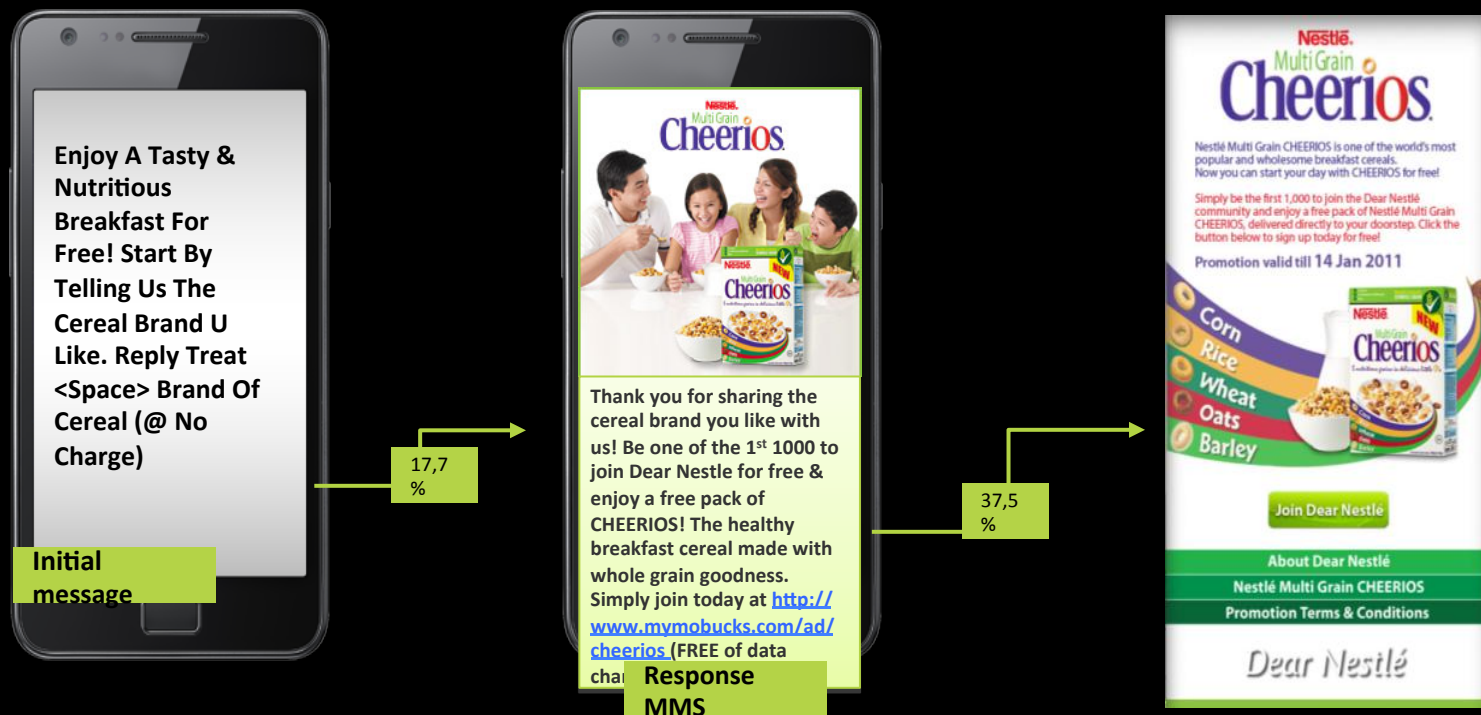 Enjoy A Tasty &
Nutritious
Breakfast For
Free! Start By
Telling Us The
Cereal Brand U
Like. Reply Treat
<Space> Brand Of
Cereal (@ No
Charge)
Initial
message
17,7
%
Nestlé.
Multi Grain
Cheerios
Nestlé
NEW
Multi Grain
Cheerios
Thank you for sharing the
cereal brand you like with
us! Be one of the 1st 1000 to
join Dear Nestle for free &
enjoy a free pack of
CHEERIOS! The healthy
breakfast cereal made with
whole grain goodness.
Simply join today at http://
www.mymobucks.com/ad/
cheerios (FREE of data
Response
MMS
37,5
%
Nestlé.
Multi Grain
Cheerios
Nestlé Multi Grain CHEERIOS is one of the world's most
popular and wholesome breakfast cereals.
Now you can start your day with CHEERIOS for free!
Simply be the first 1,000 to join the Dear Nestlé
community and enjoy a free pack of Nestlé Multi Grain
CHEERIOS, delivered directly to your doorstep. Click the
button below to sign up today for free!
Promotion valid till 14 Jan 2011
Corn
Rice
Wheat
Oats
Barley
Nestlé
NEW
Multi Grain
Cheerios
Join Dear Nestlé
About Dear Nestlé
Nestlé Multi Grain CHEERIOS
Promotion Terms & Conditions
Dear Nestlé